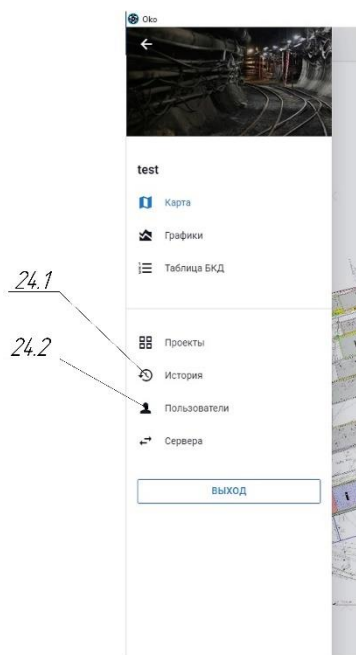 Oko
test
Карта
Графики
Таблица БКД
24.1
24.2
Проекты
История
Пользователи
Сервера
ВЫХОД